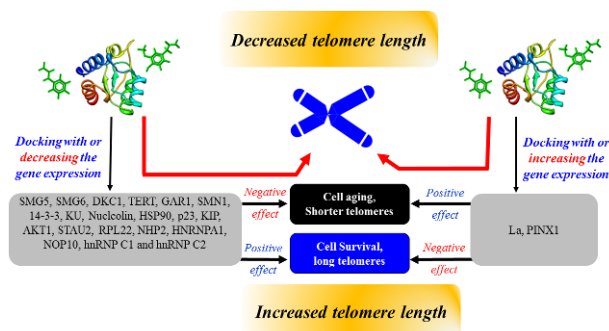 Decreased telomere length
Docking with or
decreasing the
gene expression
Docking with or
increasing the
gene expression
SMG5, SMG6, DKC1, TERT, GAR1, SMN1,
14-3-3, KU, Nucleolin, HSP90, p23, KIP,
AKT1, STAU2, RPL22, NHP2, HNRNPA1,
NOP10, hnRNP C1 and hnRNP C2
Negative
effect
Cell aging,
Shorter telomeres
Positive
effect
La, PINX1
Positive
effect
Cell Survival,
long telomeres
Negative
effect
Increased telomere length